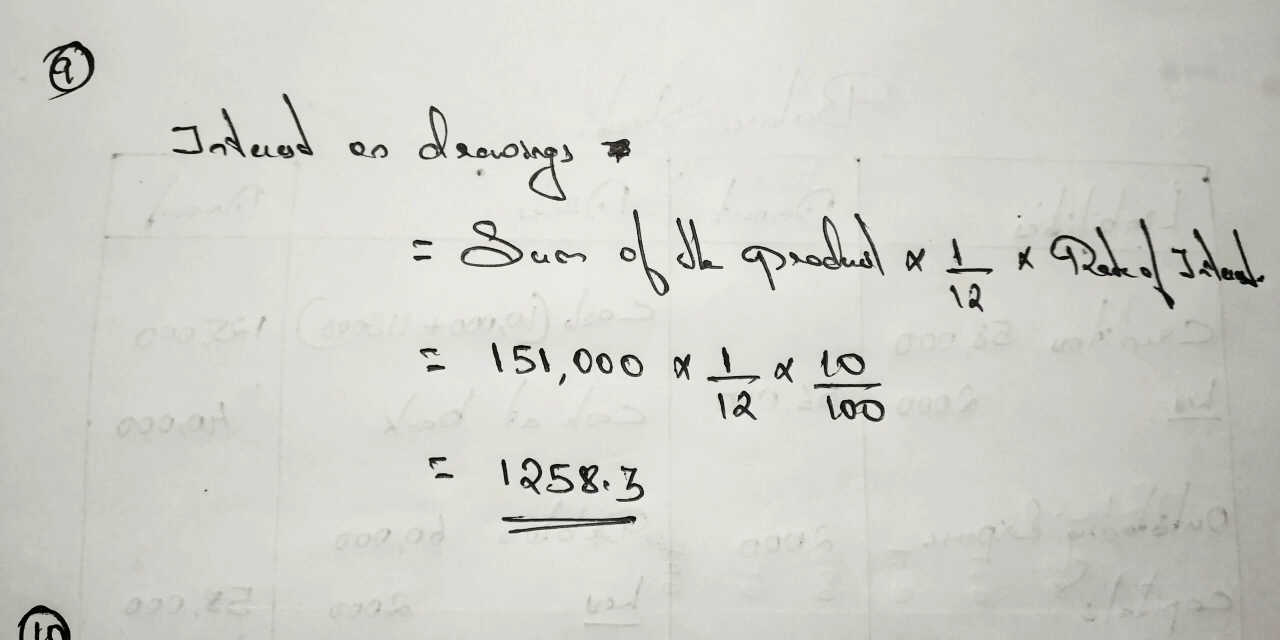 9
Interest on drawings
= Sum of the product × 1/12 × Rate of Interest
= 151,000 × 1/12 × 10/100
= 1258.3
10